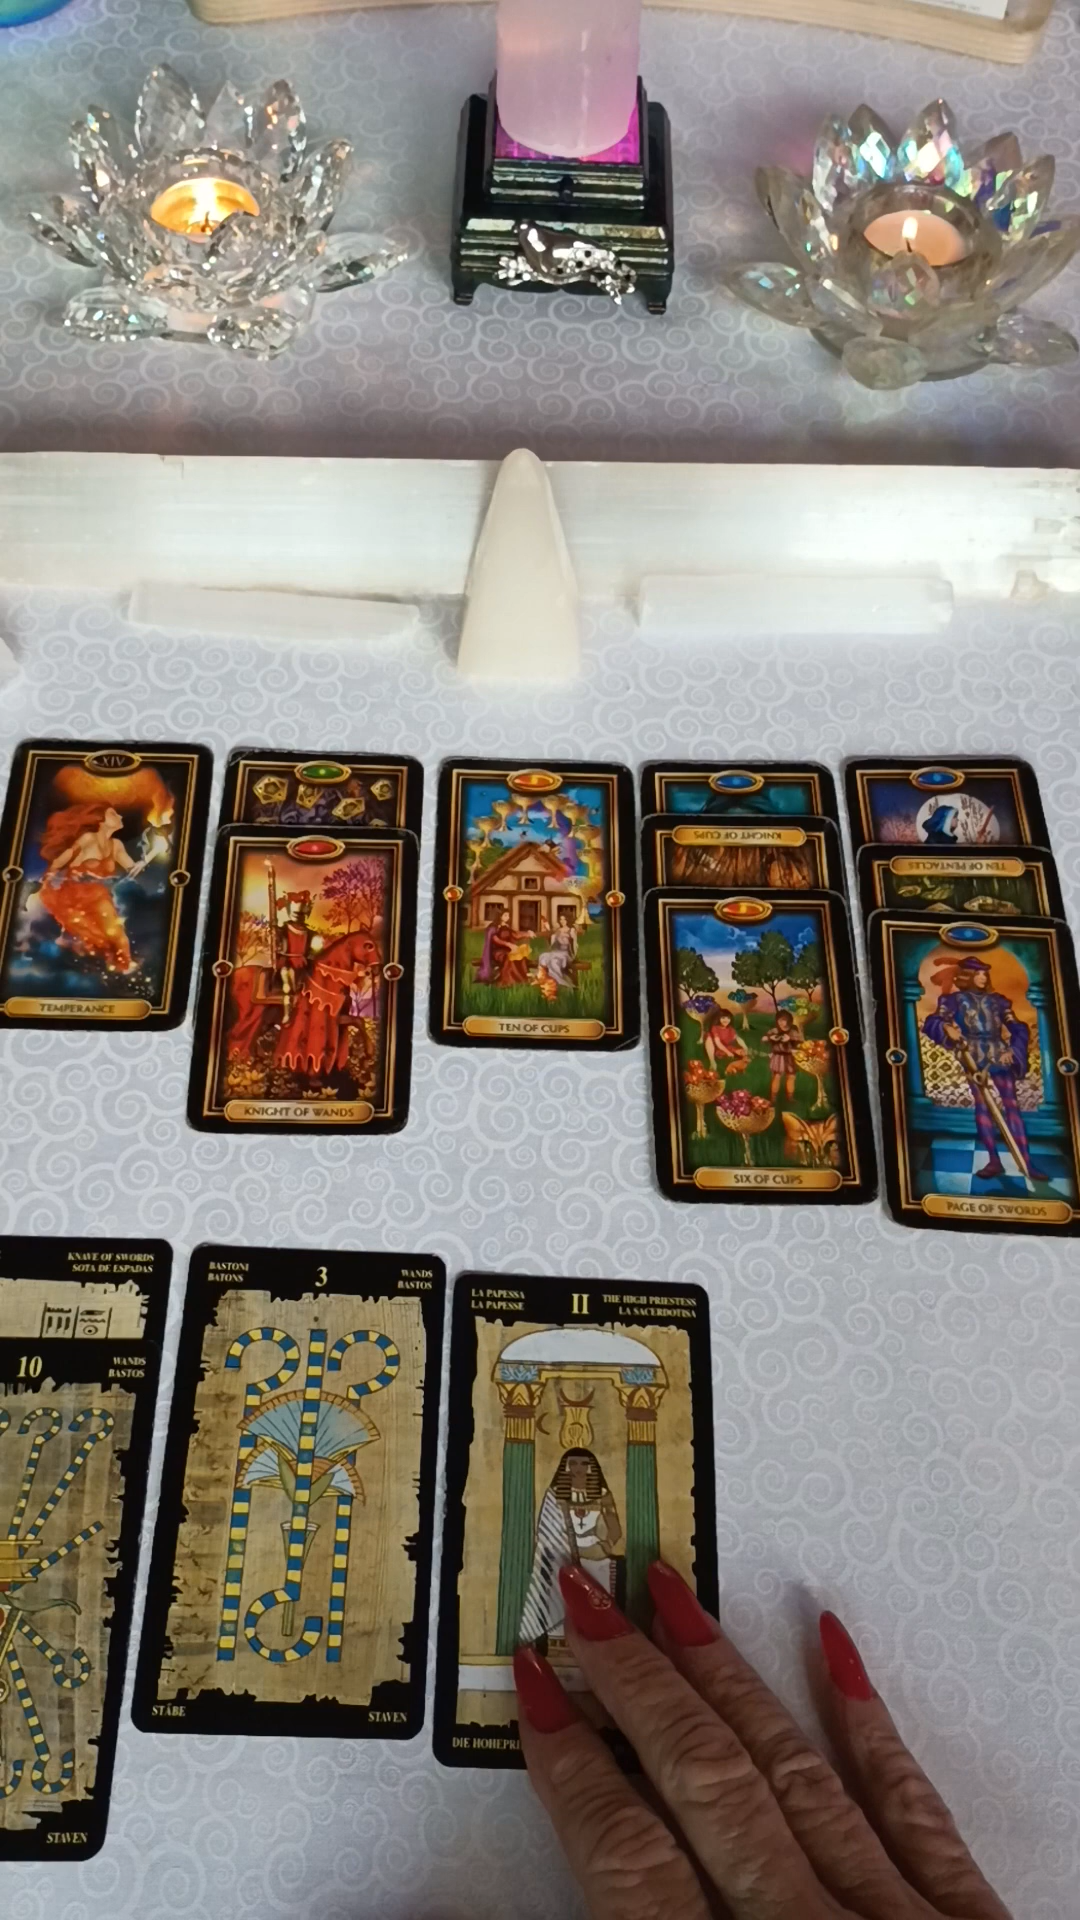 XIV
TEMPERANCE
KNIGHT OF WANDS
TEN OF CUPS
KNIGHT OF CUPS
SIX OF CUPS
TEN OF PENTACLES
PAGE OF SWORDS
KNAVE OF SWORDS
SOTA DE ESPADAS
10
WANDS
BASTOS
STAVEN
BASTONI
BATONS
3
WANDS
BASTOS
STÄBE
STAVEN
LA PAPESSA
LA PAPESSE
II
THE HIGH PRIESTESS
LA SACERDOTISA